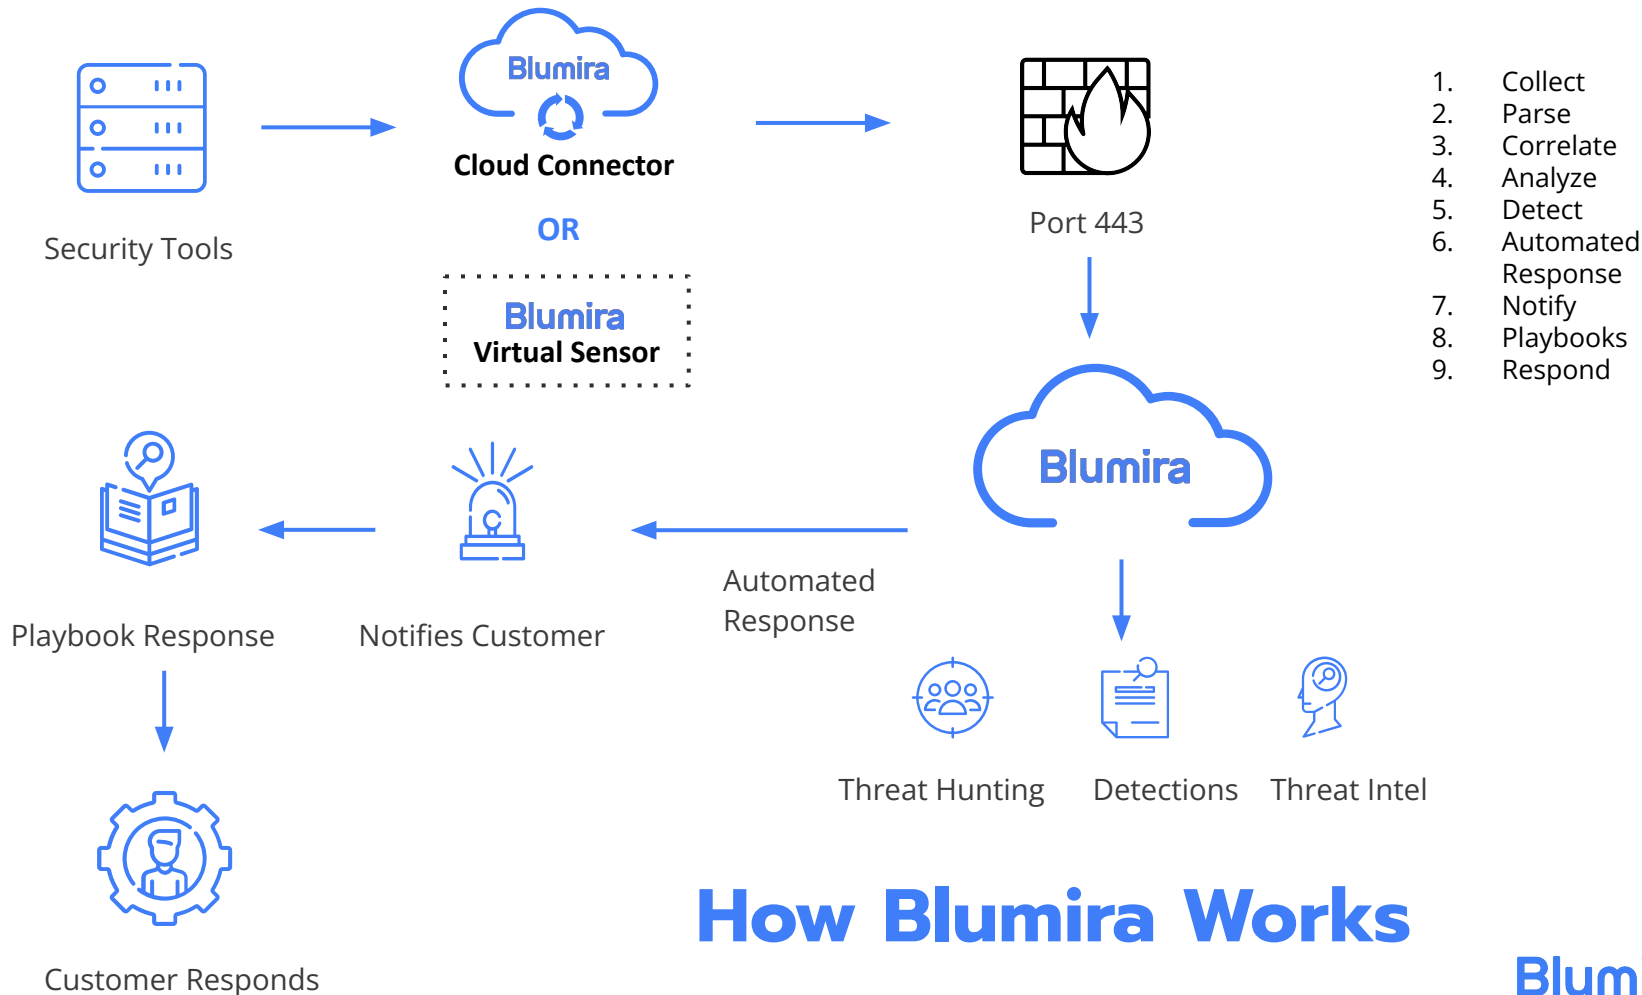 Blumira
Cloud Connector
OR
Blumira
Virtual Sensor
Security Tools
Port 443
1. Collect
2. Parse
3. Correlate
4. Analyze
5. Detect
6. Automated
Response
7. Notify
8. Playbooks
9. Respond
Blumira
Automated
Response
Notifies Customer
Playbook Response
Customer Responds
Threat Hunting
Detections
Threat Intel
How Blumira Works